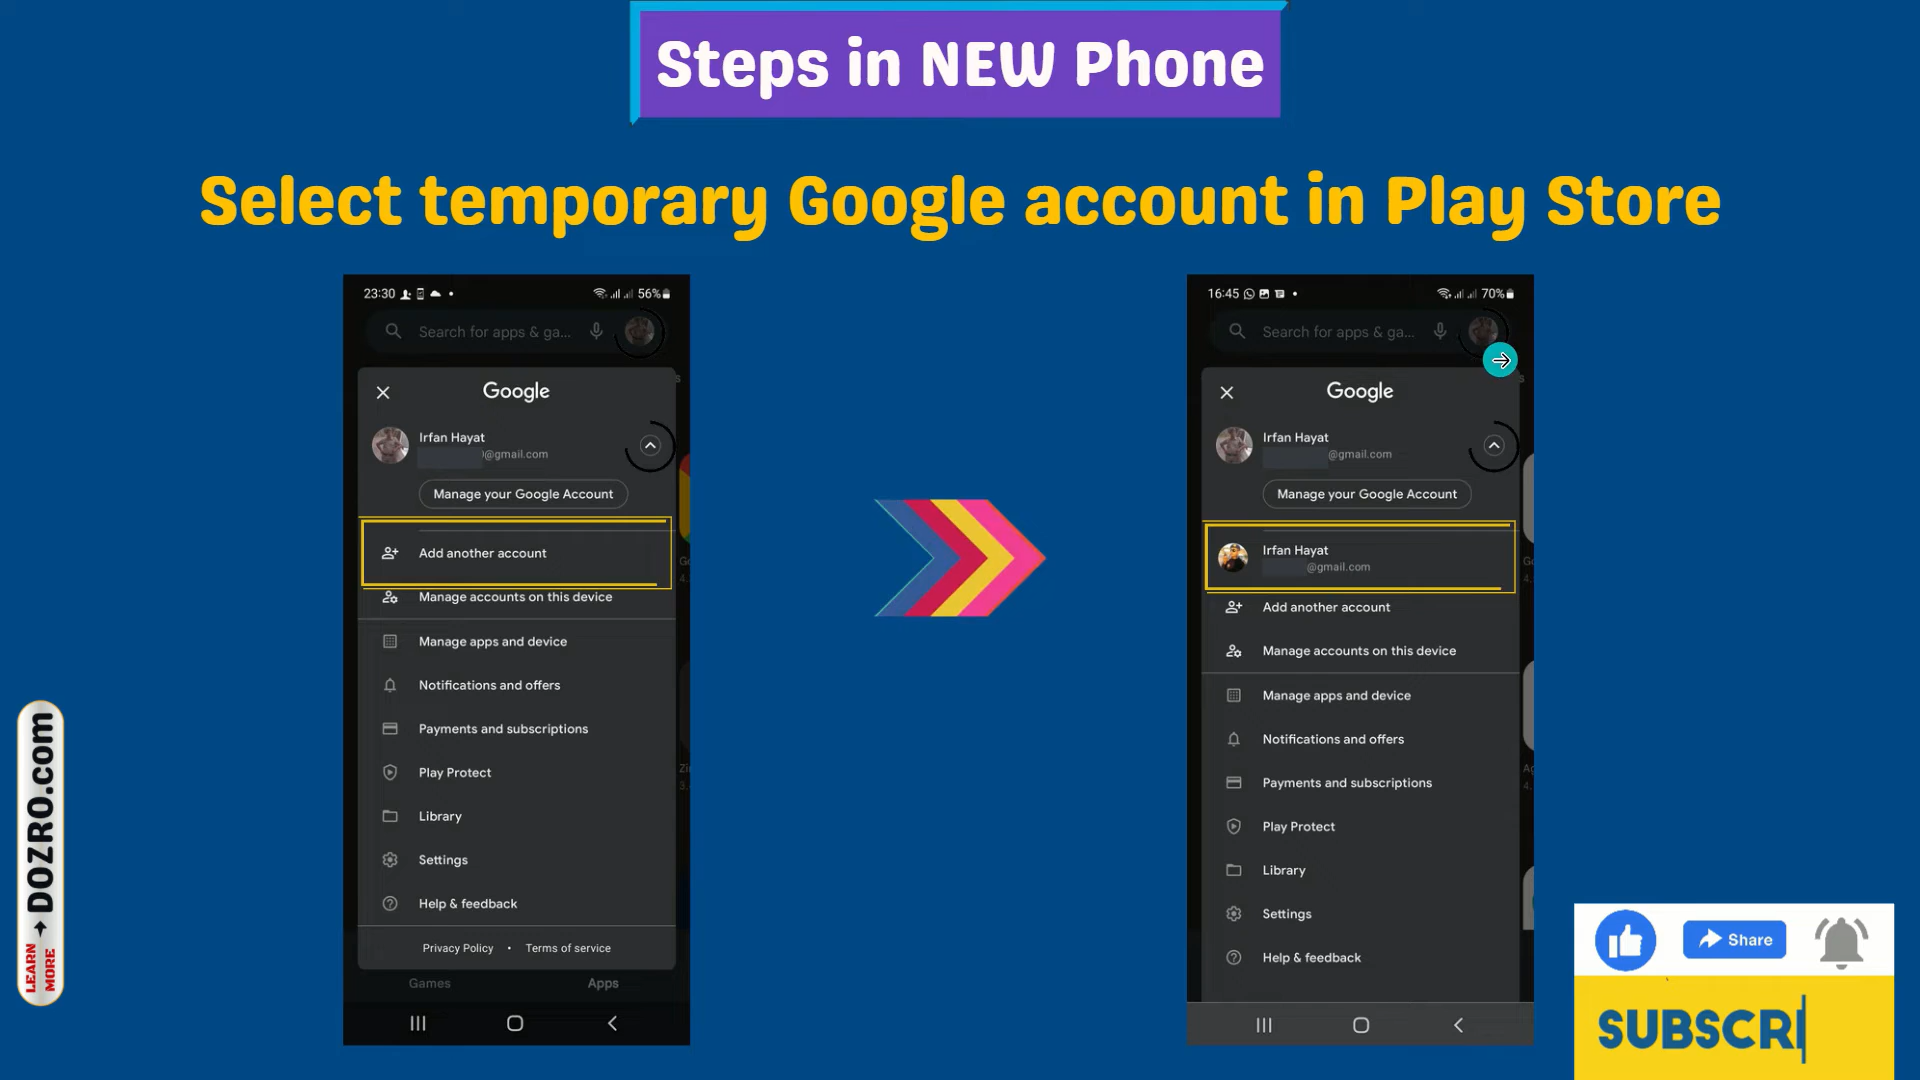 Steps in NEW Phone
Select temporary Google account in Play Store
23:30
56%
Search for apps & ga...
Google
Irfan Hayat
@gmail.com
Manage your Google Account
Add another account
Manage accounts on this device
Manage apps and device
Notifications and offers
Payments and subscriptions
Play Protect
Library
Settings
Help & feedback
Privacy Policy • Terms of service
Games
Apps
16:45
70%
Search for apps & ga...
Google
Irfan Hayat
@gmail.com
Manage your Google Account
Irfan Hayat
@gmail.com
Add another account
Manage accounts on this device
Manage apps and device
Notifications and offers
Payments and subscriptions
Play Protect
Library
Settings
Help & feedback
LEARN MORE → DOZRO.com
Share
SUBSCRI